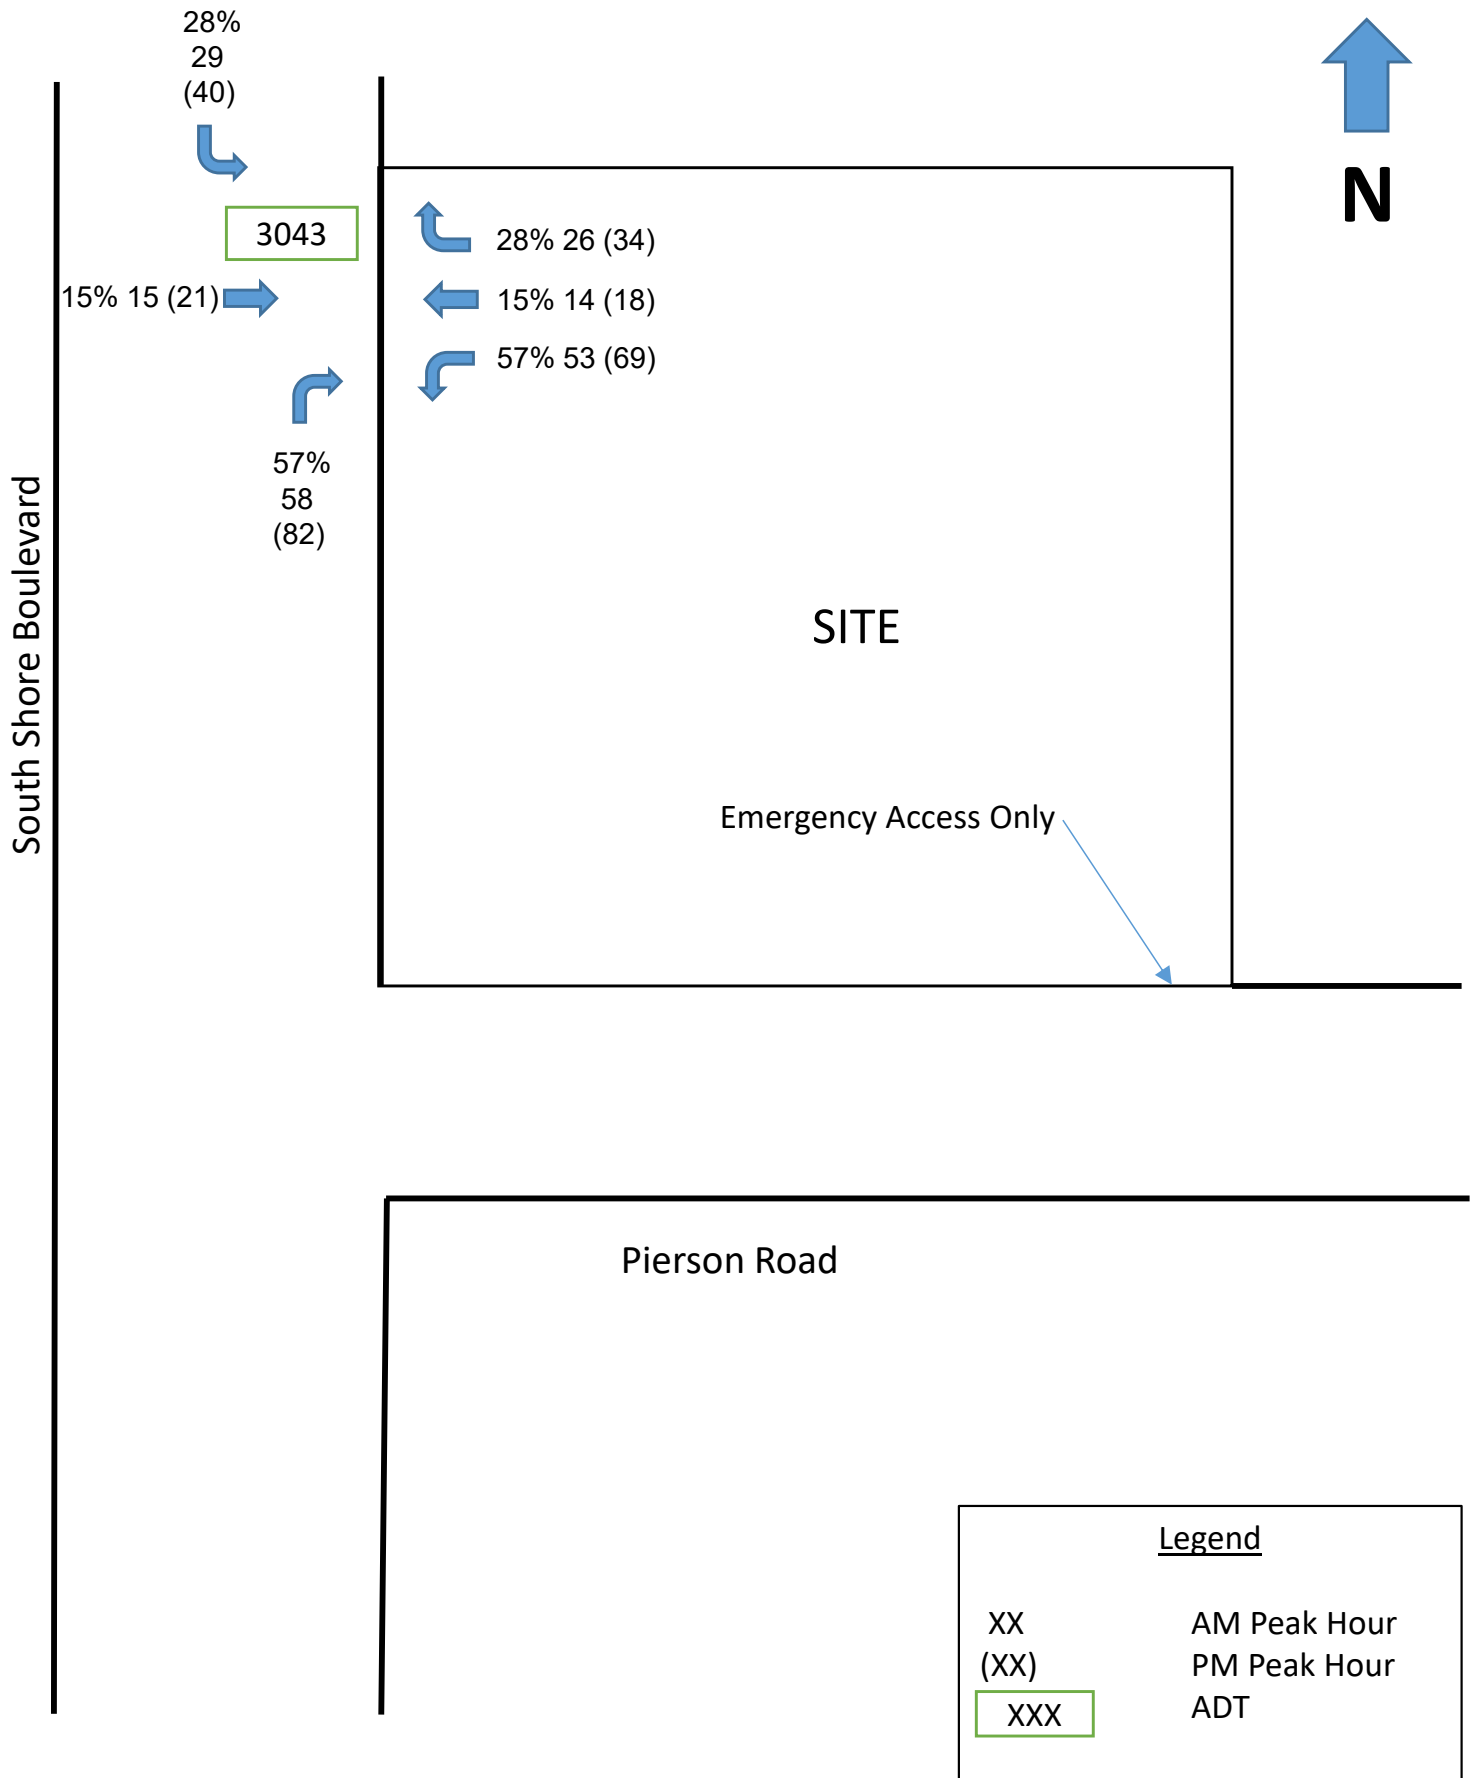 28%
29
(40)
N
3043
28% 26 (34)
15% 15 (21)
15% 14 (18)
57% 53 (69)
57%
58
(82)
South Shore Boulevard
SITE
Emergency Access Only
Pierson Road
Legend
XX AM Peak Hour
(XX) PM Peak Hour
XXX ADT